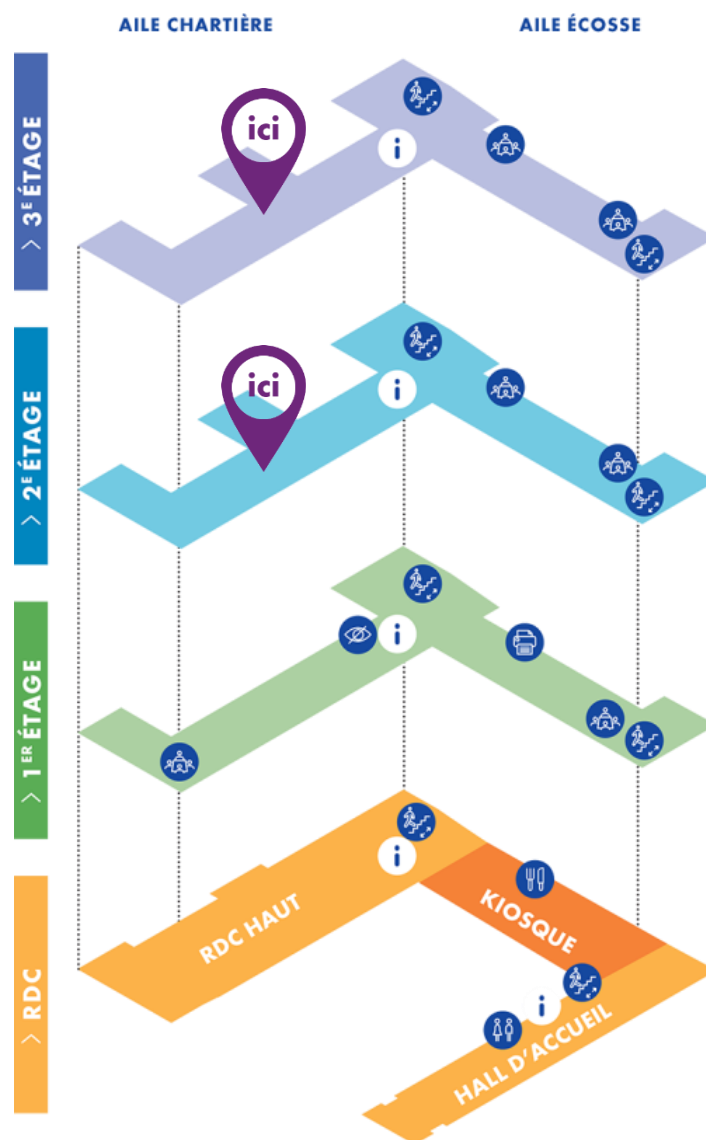 AILE CHARTIÈRE
AILE ÉCOSSE
> 3E ÉTAGE
ici
i
> 2E ÉTAGE
ici
i
> 1ER ÉTAGE
i
> RDC
RDC HAUT
i
KIOSQUE
i
HALL D'ACCUEIL